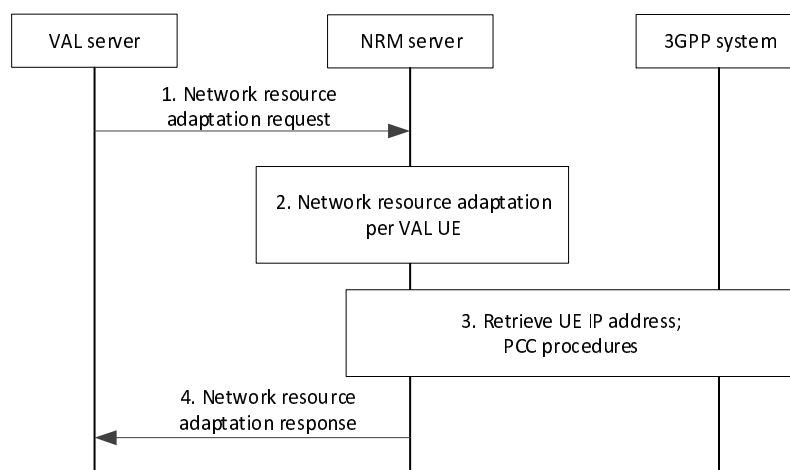 VAL server
NRM server
3GPP system
1. Network resource
adaptation request
2. Network resource adaptation
per VAL UE
3. Retrieve UE IP address;
PCC procedures
4. Network resource
adaptation response